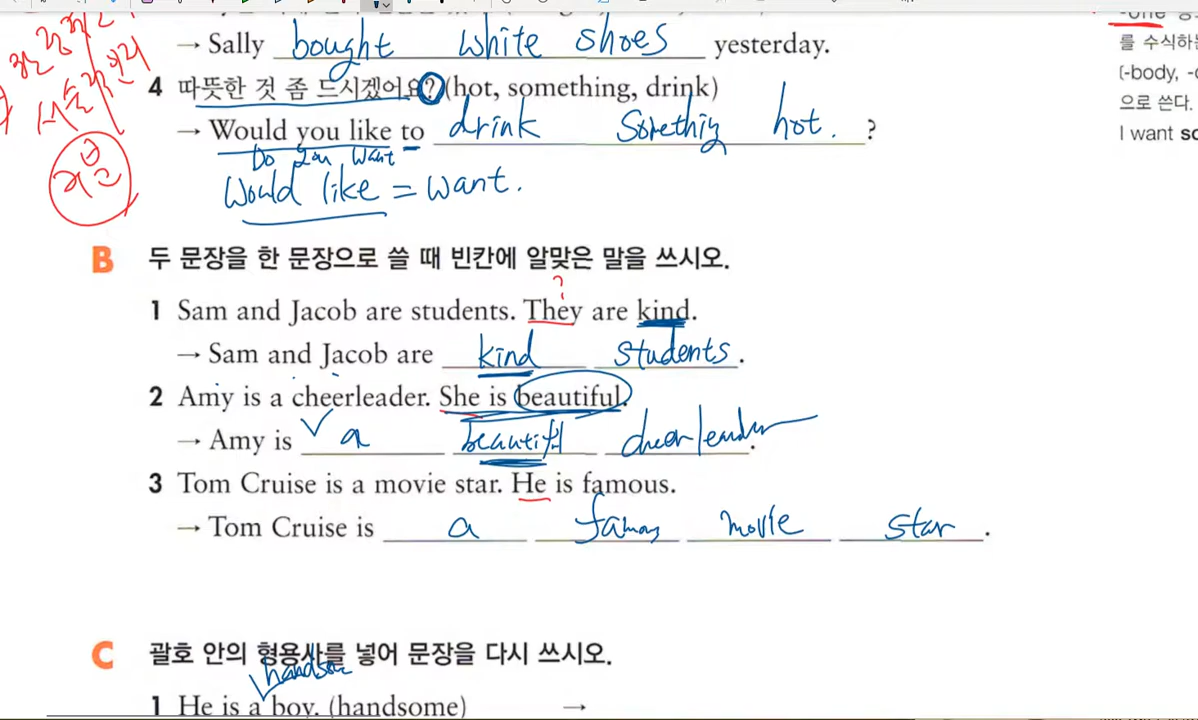 → Sally bought white shoes yesterday.
4 따뜻한 것 좀 드시겠어요? (hot, something, drink)
→ Would you like to drink Somethig hot. ?
Do you want
Would like = want.
B 두 문장을 한 문장으로 쓸 때 빈칸에 알맞은 말을 쓰시오.
?
1 Sam and Jacob are students. They are kind.
→ Sam and Jacob are kind students.
2 Amy is a cheerleader. She is beautiful.
→ Amy is a beautiful cheerleader.
3 Tom Cruise is a movie star. He is famous.
→ Tom Cruise is a famous movie star.
C 괄호 안의 형용사를 넣어 문장을 다시 쓰시오.
1 He is a boy. (handsome) →
-one
를 수식하는
(-body, -
으로 쓴다.
I want so